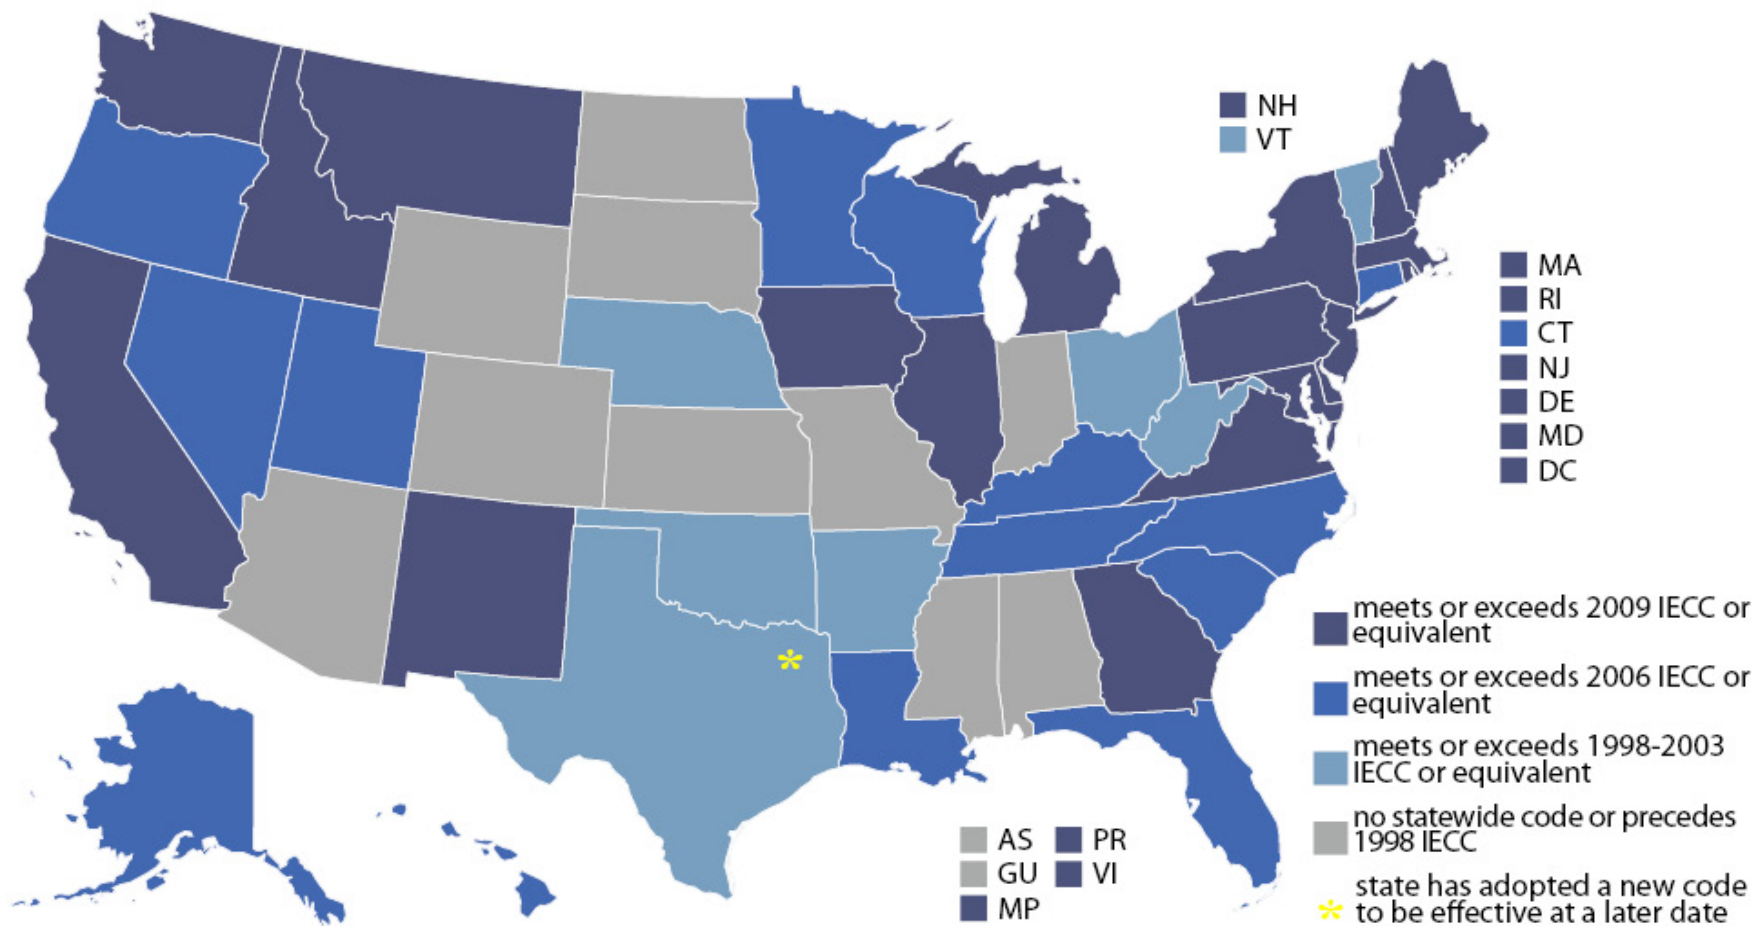 NH
VT
MA
RI
CT
NJ
DE
MD
DC
meets or exceeds 2009 IECC or
equivalent
meets or exceeds 2006 IECC or
equivalent
meets or exceeds 1998-2003
IECC or equivalent
no statewide code or precedes
1998 IECC
* state has adopted a new code
to be effective at a later date
*
AS PR
GU VI
MP